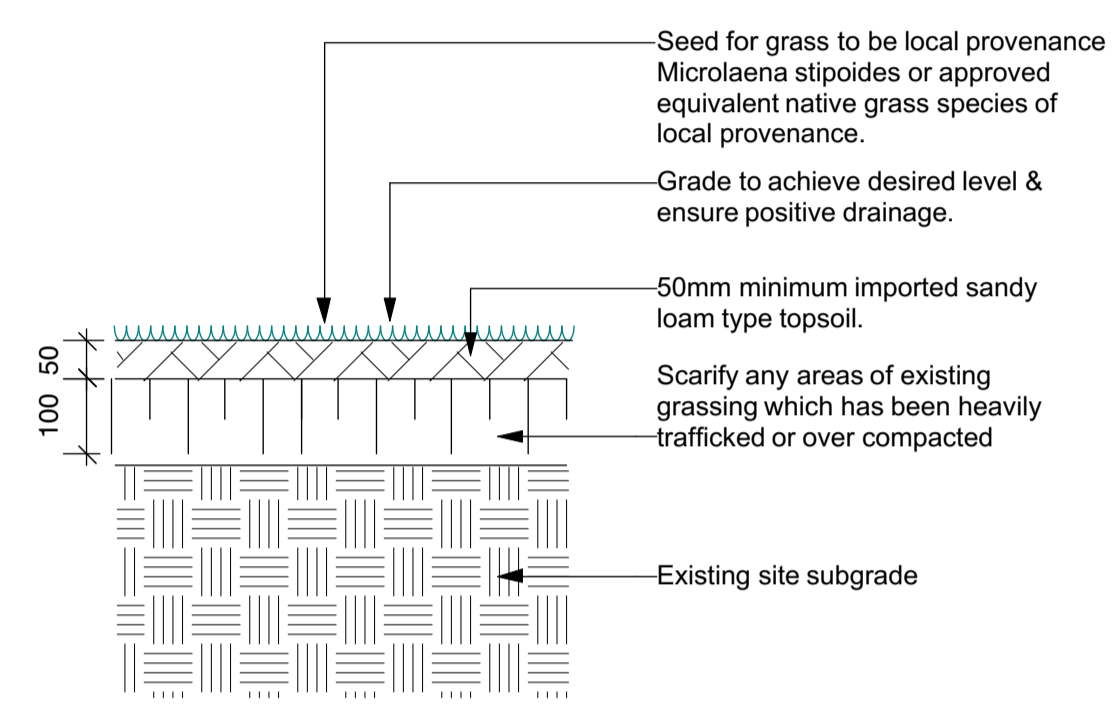 Seed for grass to be local provenance
Microlaena stipoides or approved
equivalent native grass species of
local provenance.
Grade to achieve desired level &
ensure positive drainage.
50mm minimum imported sandy
loam type topsoil.
Scarify any areas of existing
grassing which has been heavily
trafficked or over compacted
Existing site subgrade
50
100